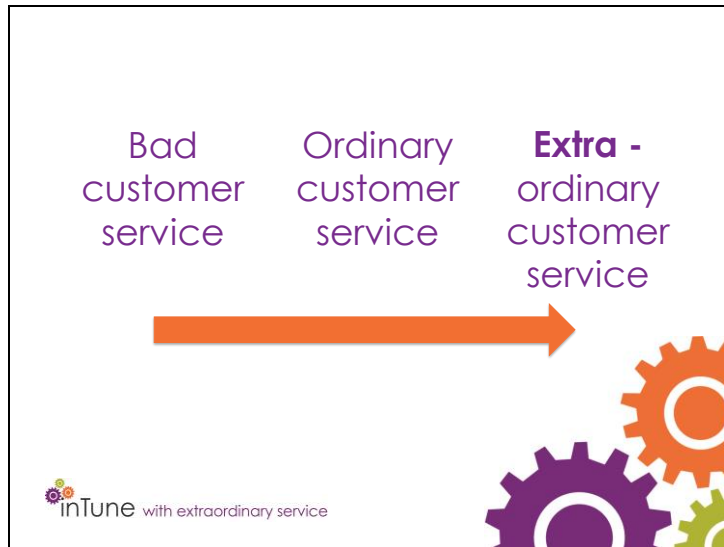 Bad
customer
service
Ordinary
customer
service
Extra -
ordinary
customer
service
inTune with extraordinary service